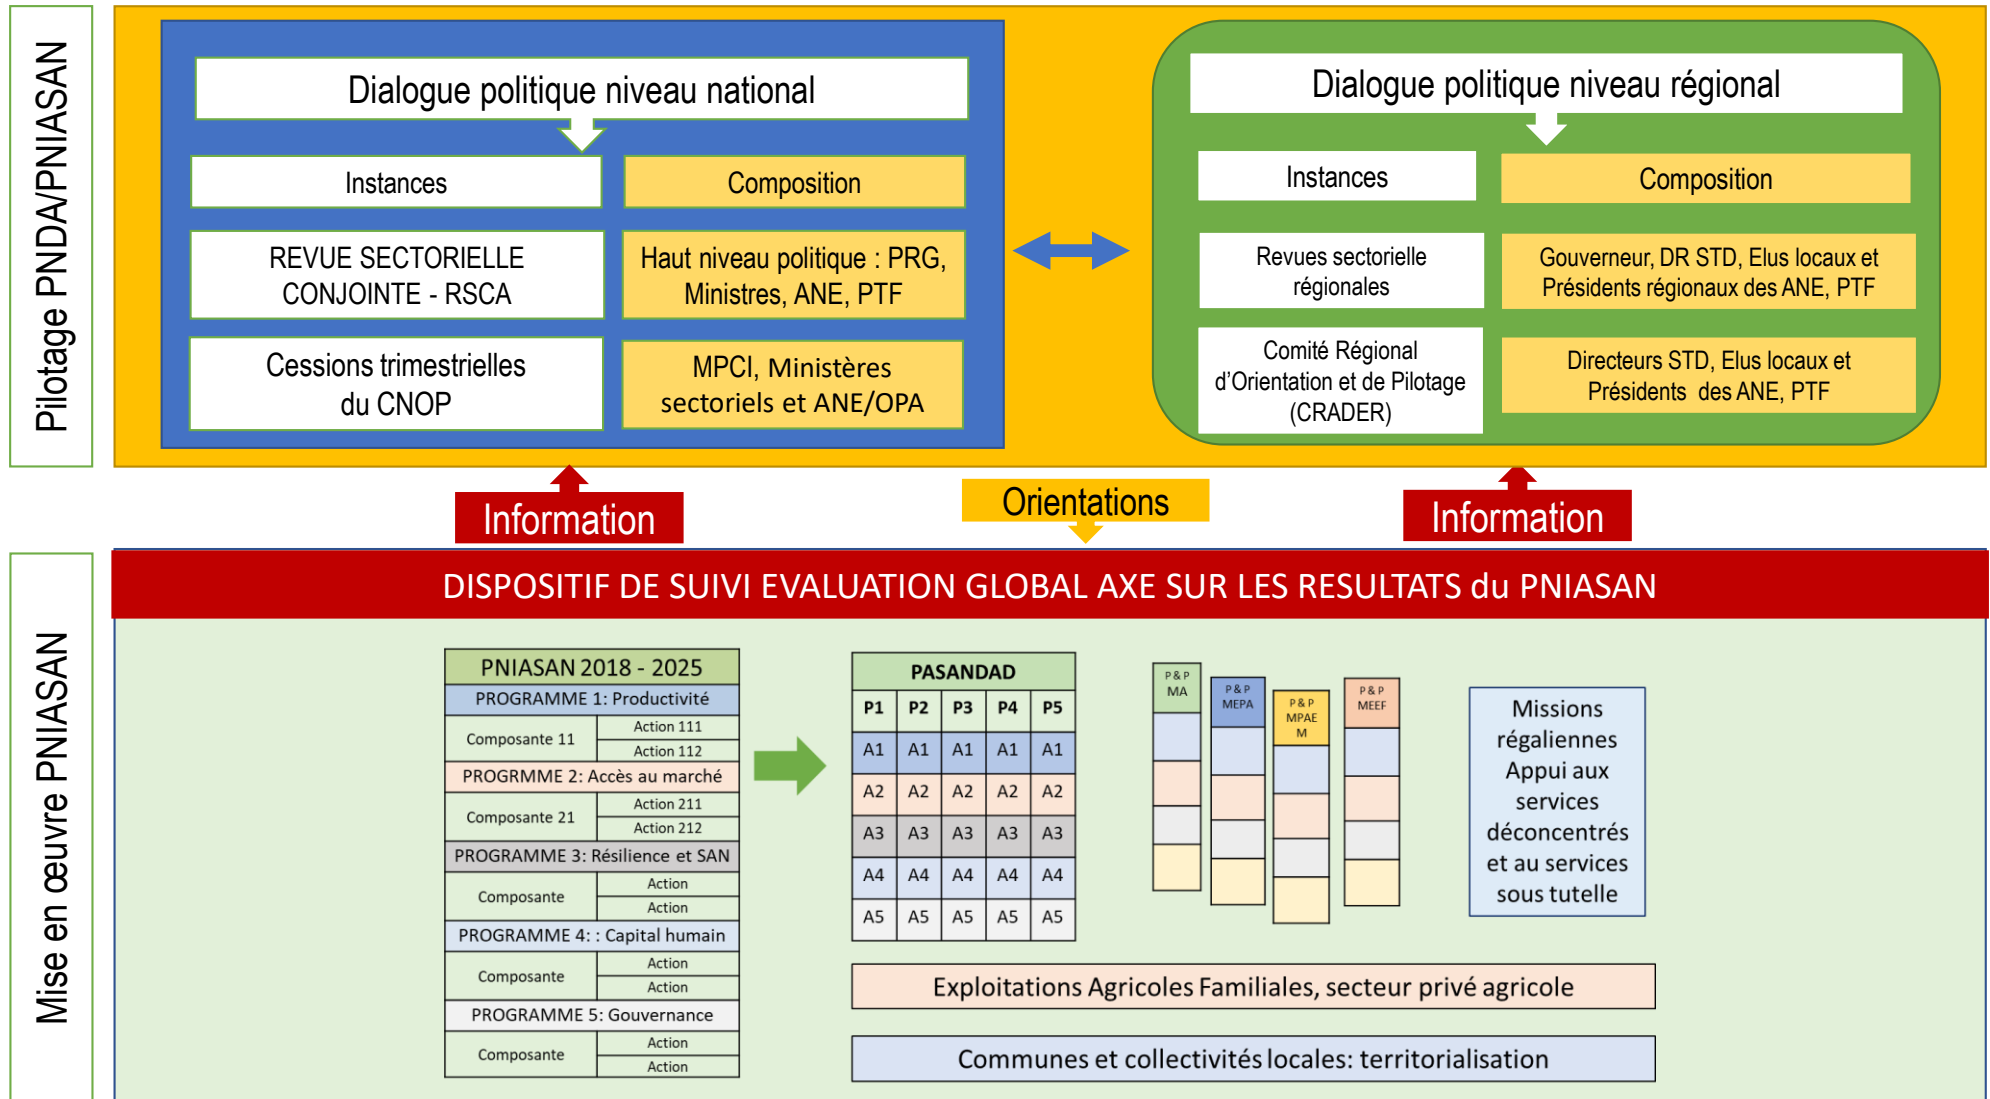 Pilotage PNDA/PNIASAN
Dialogue politique niveau national
Instances
Composition
REVUE SECTORIELLE
CONJOINTE - RSCA
Haut niveau politique : PRG,
Ministres, ANE, PTF
Cessions trimestrielles
du CNOP
MPCI, Ministères
sectoriels et ANE/OPA
Dialogue politique niveau régional
Instances
Composition
Revues sectorielle
régionales
Gouverneur, DR STD, Elus locaux et
Présidents régionaux des ANE, PTF
Comité Régional
d’Orientation et de Pilotage
(CRADER)
Directeurs STD, Elus locaux et
Présidents des ANE, PTF
Information
Orientations
Information
Mise en œuvre PNIASAN
DISPOSITIF DE SUIVI EVALUATION GLOBAL AXE SUR LES RESULTATS du PNIASAN
PNIASAN 2018 - 2025
PROGRAMME 1: Productivité
Composante 11
Action 111
Action 112
PROGRMME 2: Accès au marché
Composante 21
Action 211
Action 212
PROGRAMME 3: Résilience et SAN
Composante
Action
Action
PROGRAMME 4: : Capital humain
Composante
Action
Action
PROGRAMME 5: Gouvernance
Composante
Action
Action
PASANDAD
P1 P2 P3 P4 P5
A1 A1 A1 A1 A1
A2 A2 A2 A2 A2
A3 A3 A3 A3 A3
A4 A4 A4 A4 A4
A5 A5 A5 A5 A5
P & P
MA
P & P
MEPA
P & P
MPAE
M
P & P
MEEF
Missions
régaliennes
Appui aux
services
déconcentrés
et au services
sous tutelle
Exploitations Agricoles Familiales, secteur privé agricole
Communes et collectivités locales: territorialisation